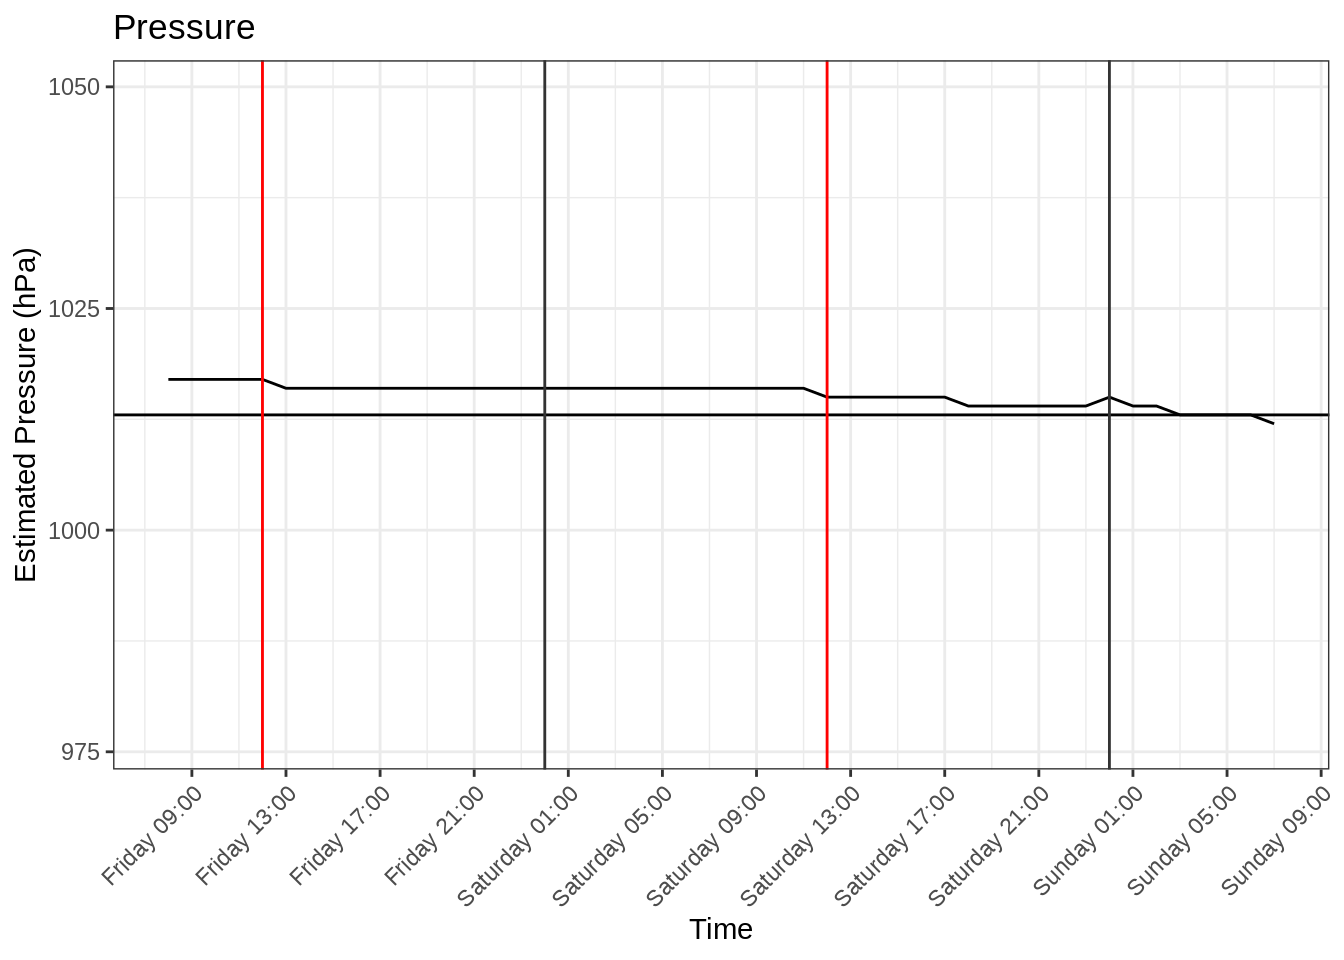 Pressure
Estimated Pressure (hPa)
1050
1025
1000
975
Friday 09:00
Friday 13:00
Friday 17:00
Friday 21:00
Saturday 01:00
Saturday 05:00
Saturday 09:00
Saturday 13:00
Saturday 17:00
Saturday 21:00
Sunday 01:00
Sunday 05:00
Sunday 09:00
Time